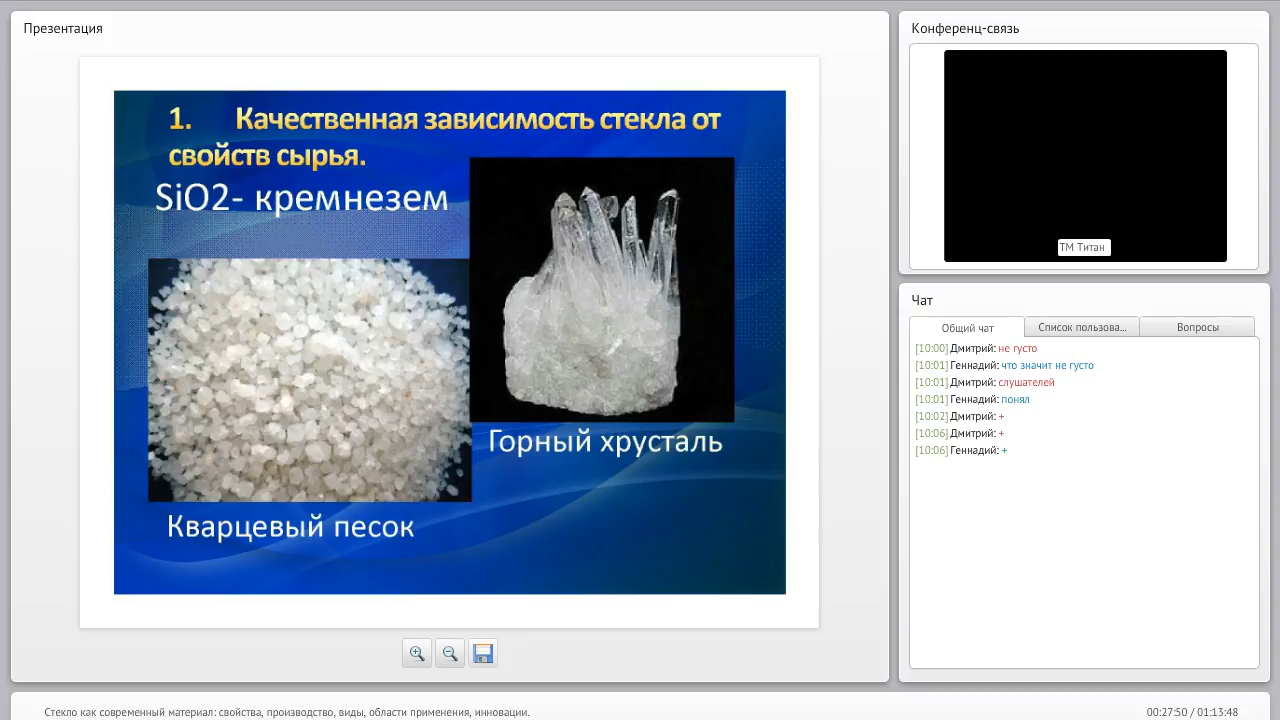 Презентация
1. Качественная зависимость стекла от
свойств сырья.
SiO2- кремнезем
Горный хрусталь
Кварцевый песок
Конференц-связь
ТМ Титан
Чат
Общий чат
Список пользова...
Вопросы
[10:00] Дмитрий: не густо
[10:01] Геннадий: что значит не густо
[10:01] Дмитрий: слушателей
[10:01] Геннадий: понял
[10:02] Дмитрий: +
[10:06] Дмитрий: +
[10:06] Геннадий: +
Стекло как современный материал: свойства, производство, виды, области применения, инновации.
00:27:50 / 01:13:48